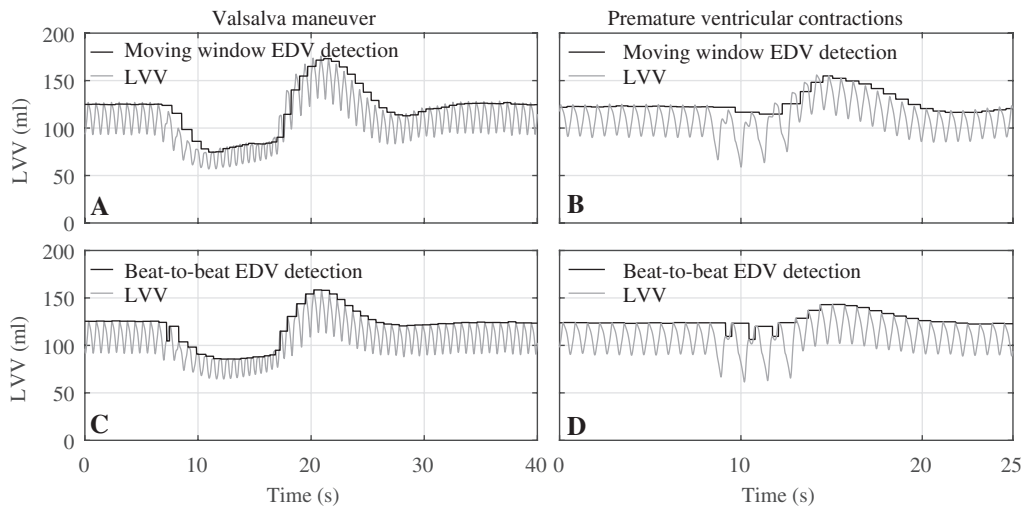 Valsalva maneuver
Premature ventricular contractions
200
150
100
50
0
LVV (ml)
Moving window EDV detection
LVV
A
Moving window EDV detection
LVV
B
200
150
100
50
0
LVV (ml)
Beat-to-beat EDV detection
LVV
C
0 10 20 30 40
Time (s)
Beat-to-beat EDV detection
LVV
D
0 10 20 25
Time (s)